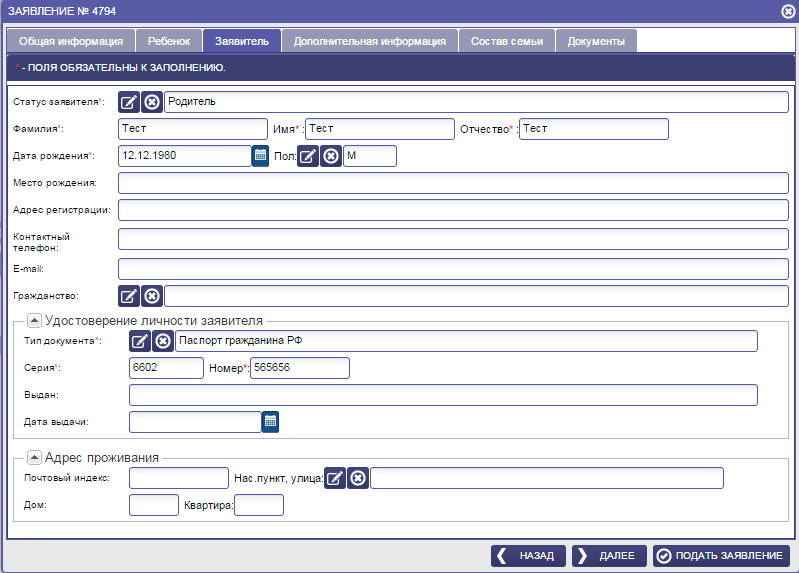 ЗАЯВЛЕНИЕ № 4794
Общая информация Ребенок Заявитель Дополнительная информация Состав семьи Документы
* - ПОЛЯ ОБЯЗАТЕЛЬНЫ К ЗАПОЛНЕНИЮ.
Статус заявителя*: Родитель
Фамилия*: Тест Имя* : Тест Отчество* : Тест
Дата рождения*: 12.12.1980 Пол: М
Место рождения:
Адрес регистрации:
Контактный
телефон:
E-mail:
Гражданство:
Удостоверение личности заявителя
Тип документа*: Паспорт гражданина РФ
Серия*: 6602 Номер*: 565656
Выдан:
Дата выдачи:
Адрес проживания
Почтовый индекс: Нас.пункт, улица:
Дом: Квартира:
НАЗАД ДАЛЕЕ ПОДАТЬ ЗАЯВЛЕНИЕ